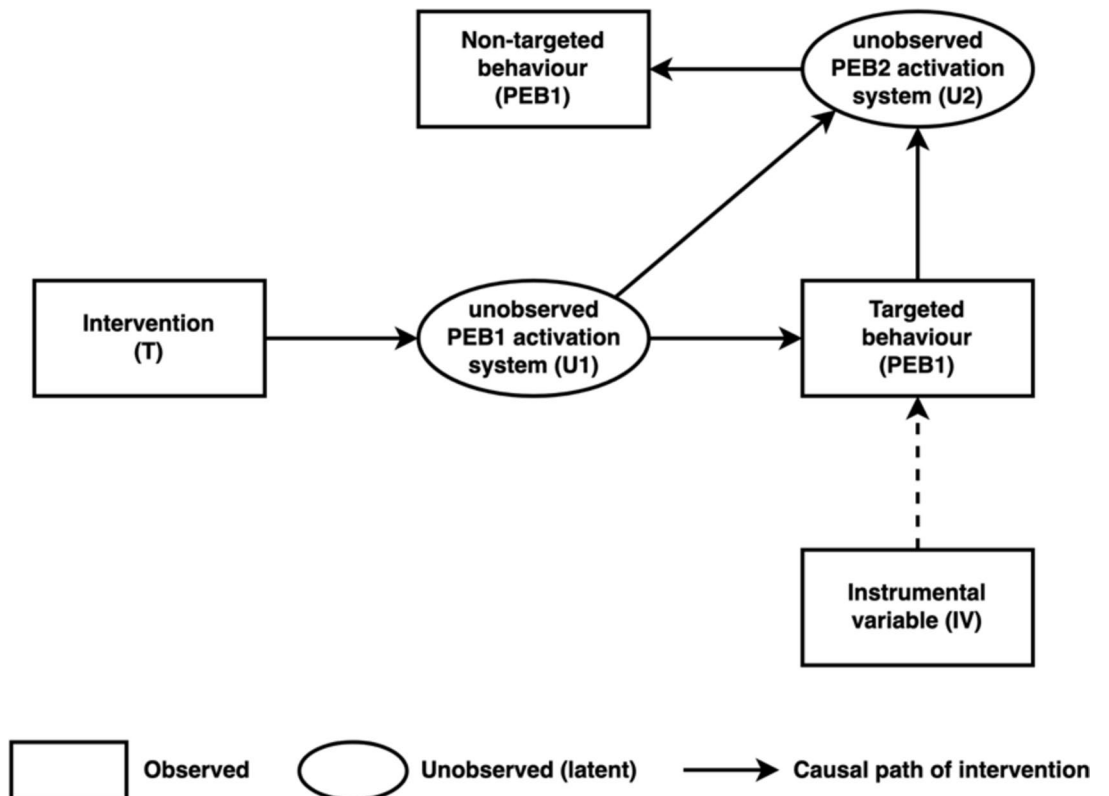 Non-targeted
behaviour
(PEB1)
unobserved
PEB2 activation
system (U2)
Intervention
(T)
unobserved
PEB1 activation
system (U1)
Targeted
behaviour
(PEB1)
Instrumental
variable (IV)
Observed
Unobserved (latent)
Causal path of intervention